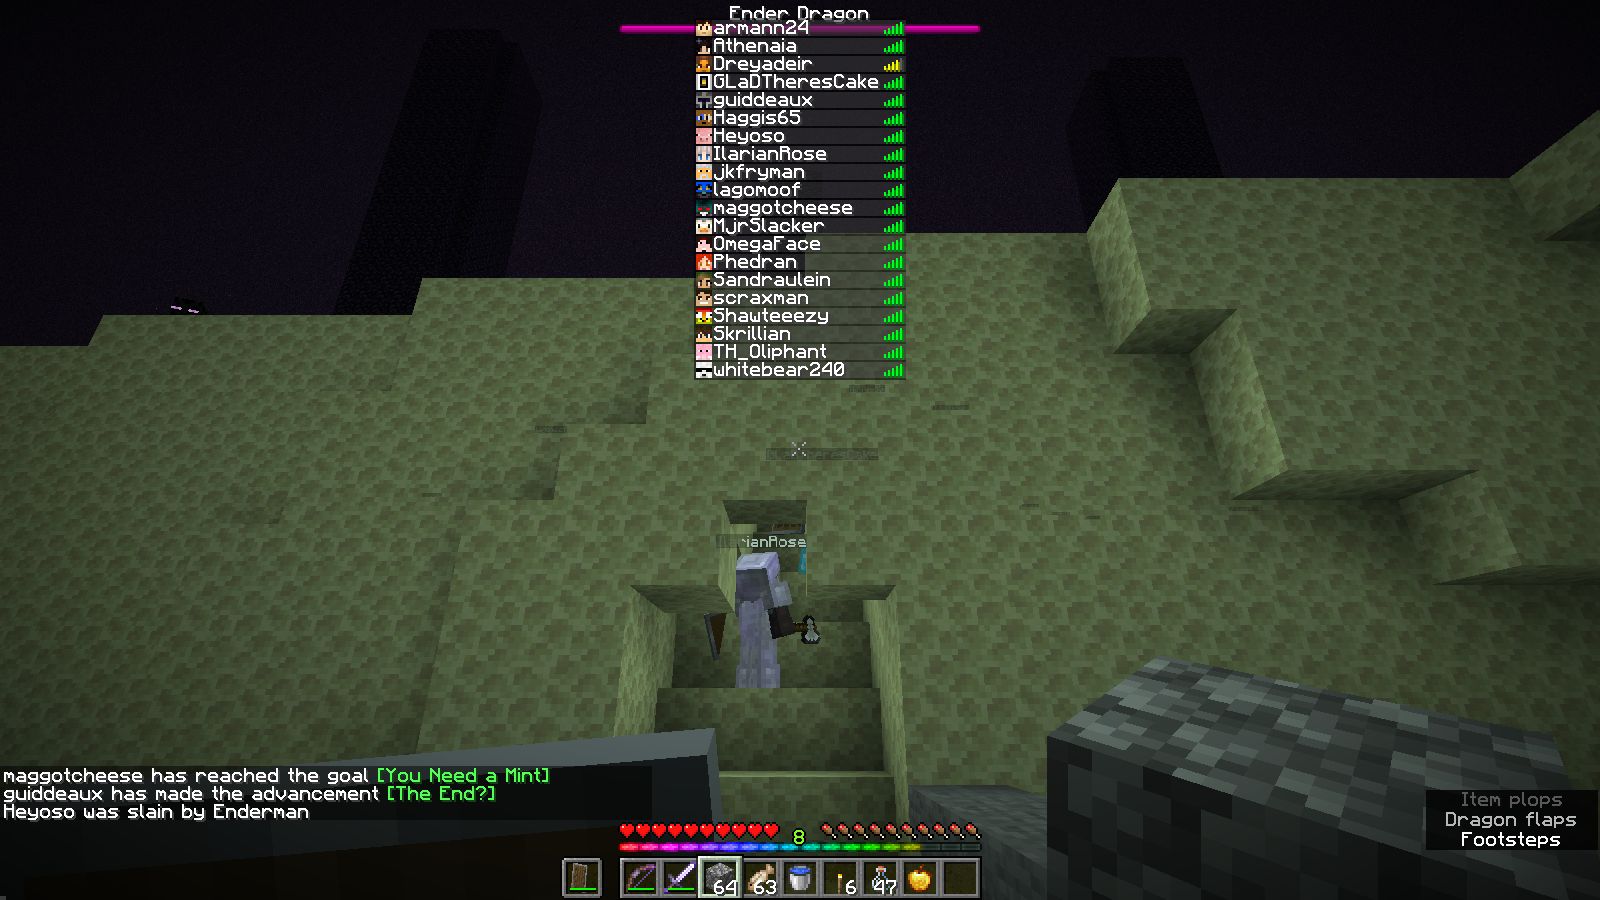 Ender Dragon
armann24
Athenaia
Dreyadeir
GLaDTheresCake
guiddeaux
Haggis65
Heyoso
IlarianRose
jkfryman
lagomoof
maggotcheese
MjrSlacker
OmegaFace
Phedran
Sandraulein
scraxman
Shawteeezy
Skrillian
TH_Oliphant
whitebear240
GLaDTheresCake
IlarianRose
maggotcheese has reached the goal [You Need a Mint]
guiddeaux has made the advancement [The End?]
Heyoso was slain by Enderman
Item plops
Dragon flaps
Footsteps
8
64 63 6 47